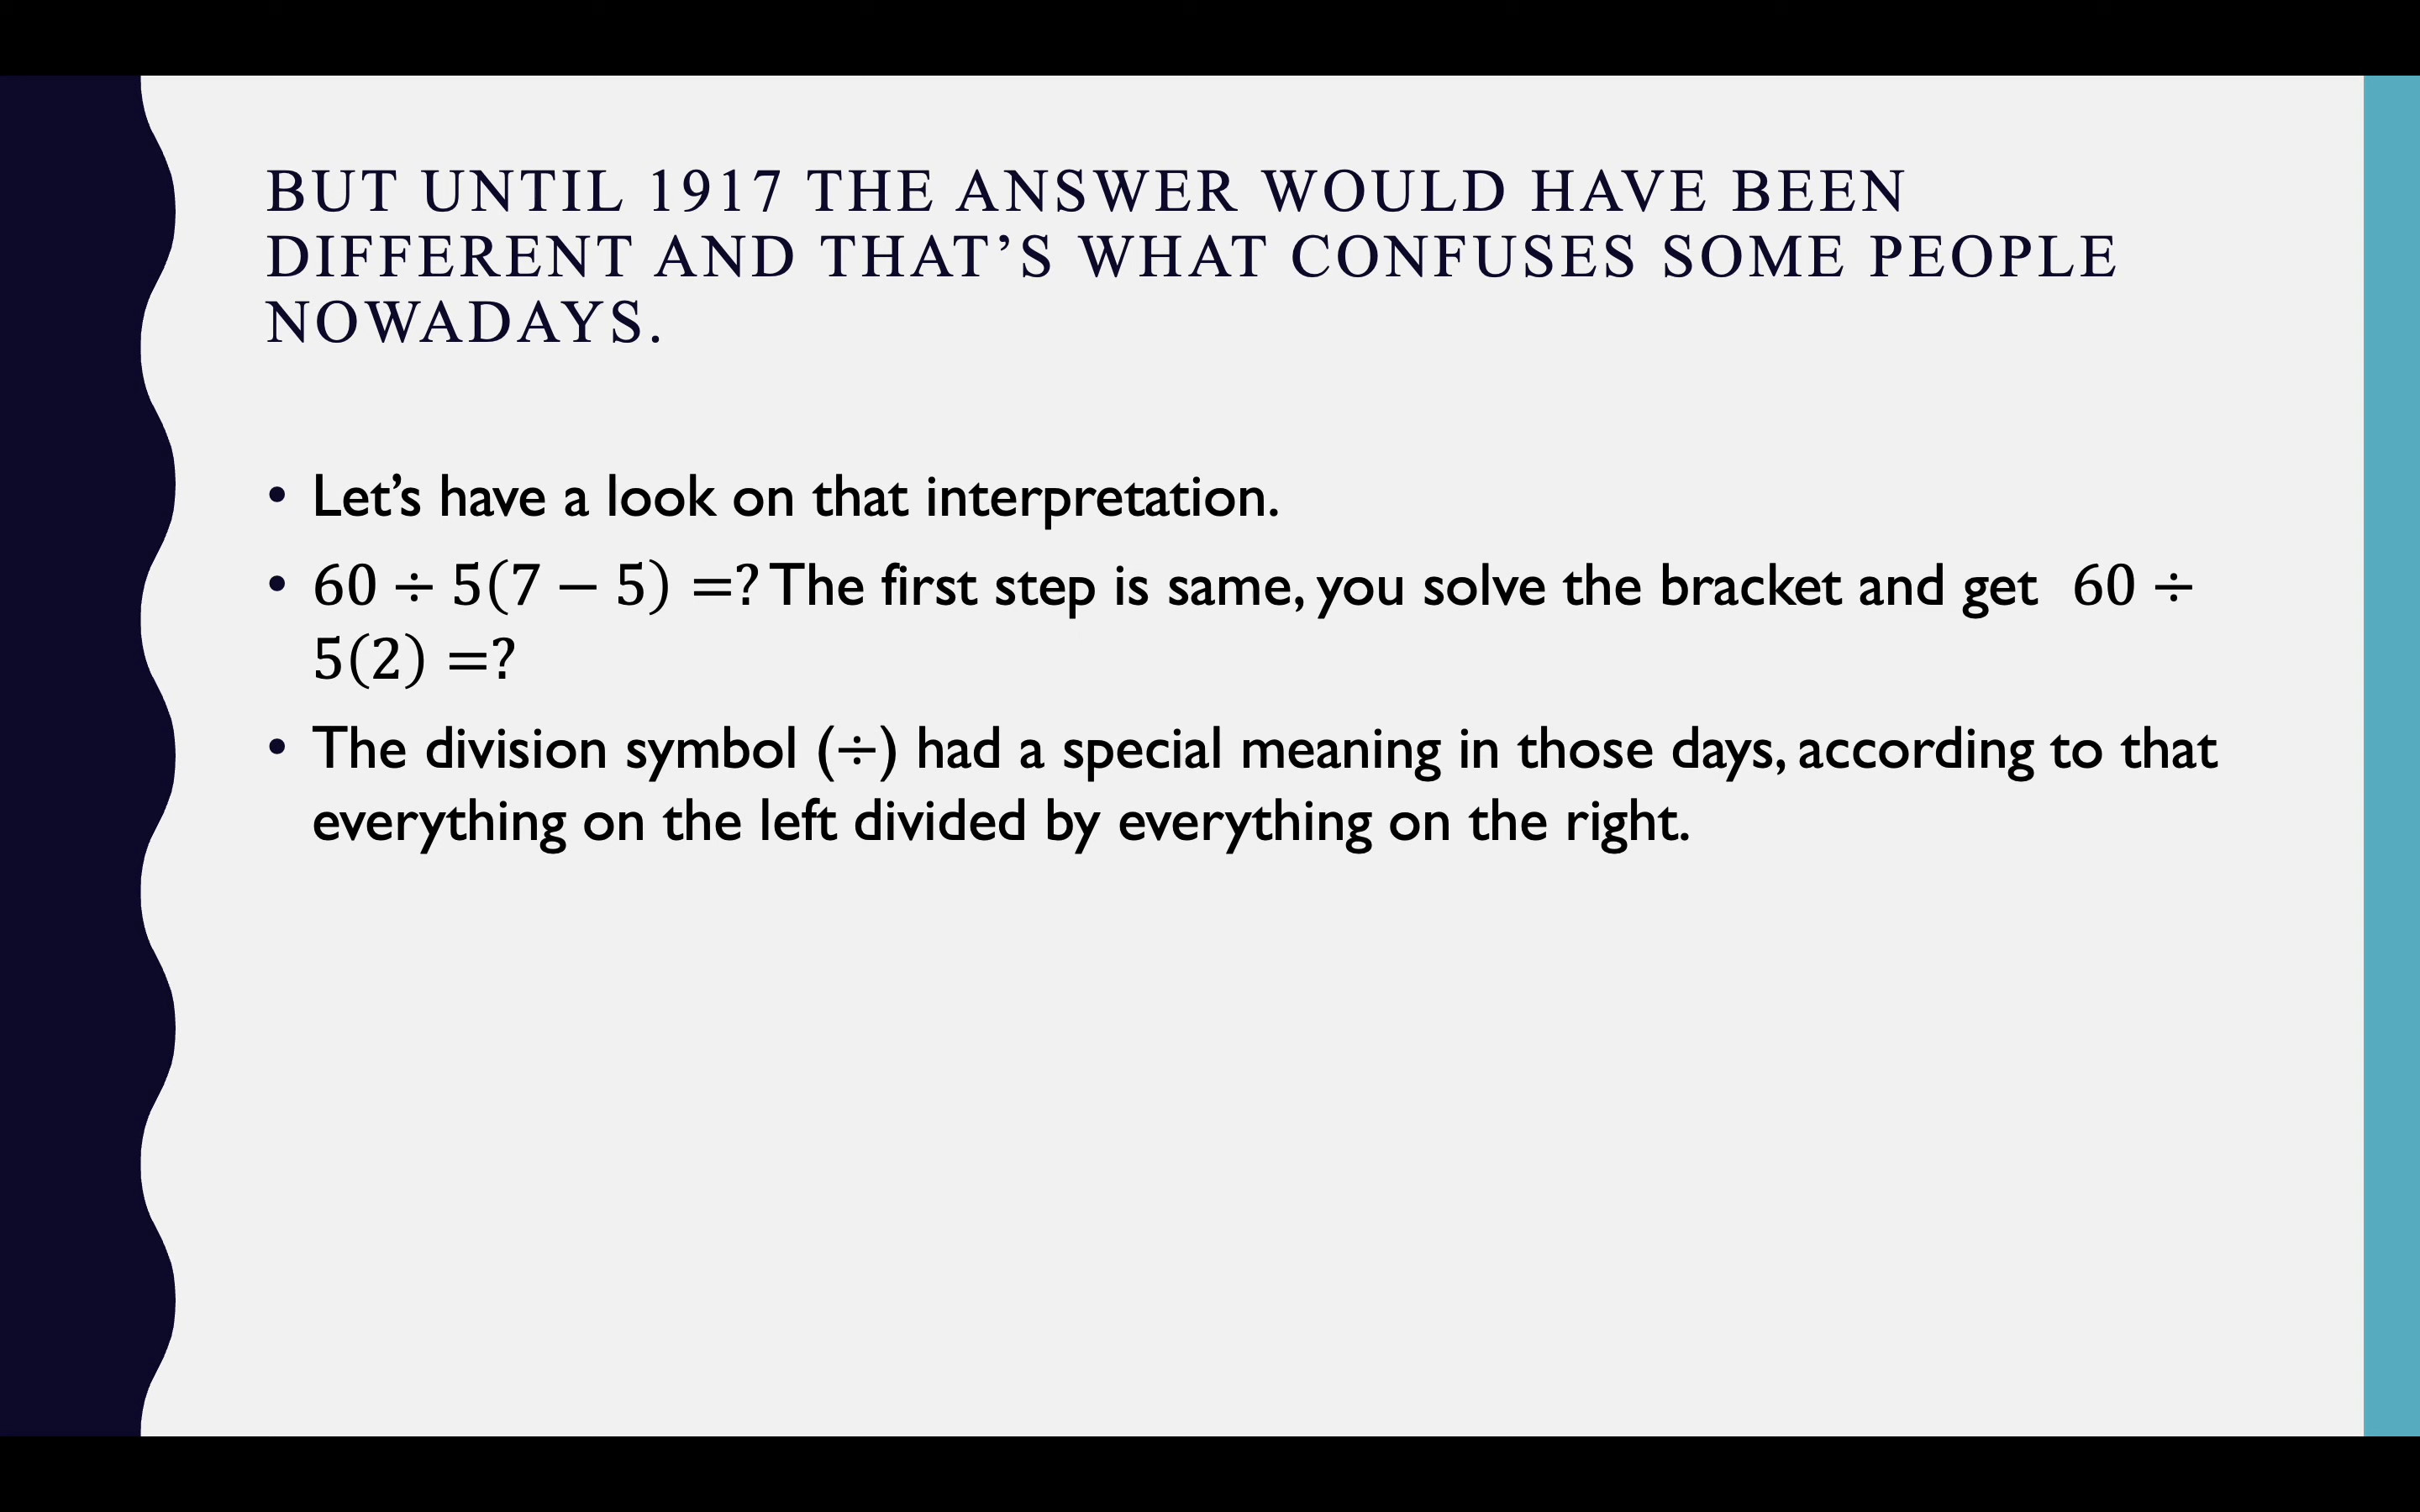 BUT UNTIL 1917 THE ANSWER WOULD HAVE BEEN
DIFFERENT AND THAT’S WHAT CONFUSES SOME PEOPLE
NOWADAYS.
• Let’s have a look on that interpretation.
• 60 ÷ 5(7 − 5) =? The first step is same, you solve the bracket and get 60 ÷
5(2) =?
• The division symbol (÷) had a special meaning in those days, according to that
everything on the left divided by everything on the right.